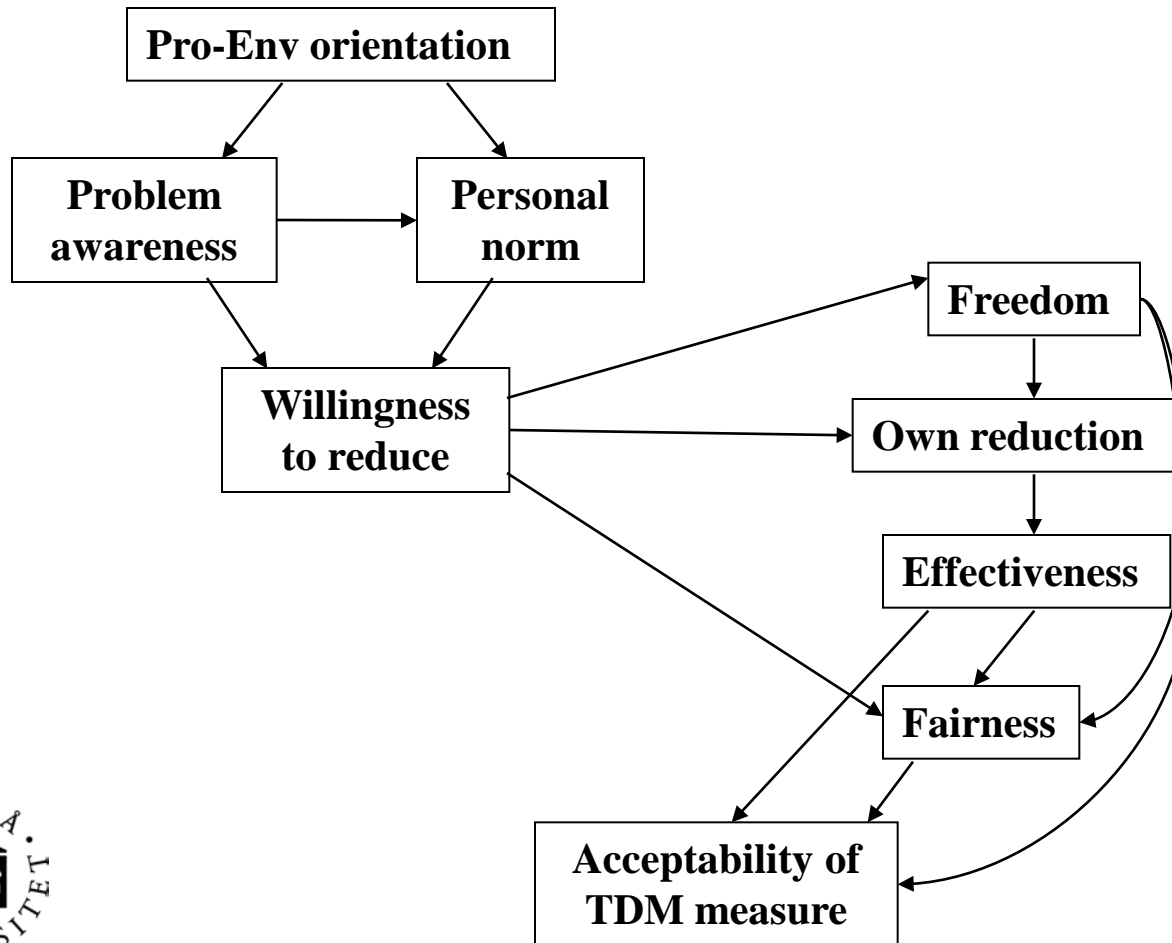 Pro-Env orientation
Problem
awareness
Personal
norm
Freedom
Willingness
to reduce
Own reduction
Effectiveness
Fairness
Acceptability of
TDM measure
SITET